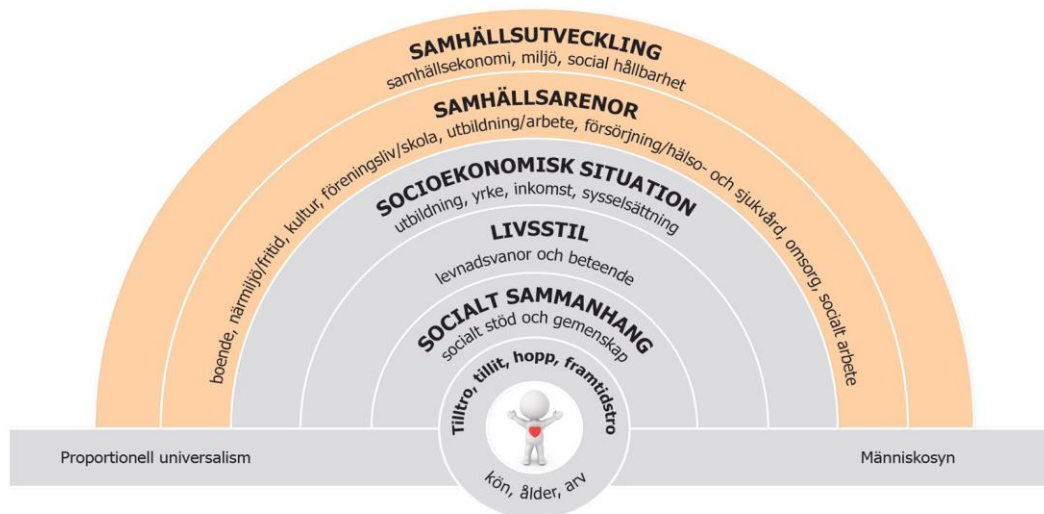 SAMHÄLLSUTVECKLING
samhällsekonomi, miljö, social hållbarhet
SAMHÄLLSARENOR
boende, närmiljö/fritid, kultur, föreningsliv/skola, utbildning/arbete, försörjning/hälso- och sjukvård, omsorg, socialt arbete
SOCIOEKONOMISK SITUATION
utbildning, yrke, inkomst, sysselsättning
LIVSSTIL
levnadsvanor och beteende
SOCIALT SAMMANHANG
socialt stöd och gemenskap
Tilltro, tillit, hopp, framtidstro
kön, ålder, arv
Proportionell universalism
Människosyn